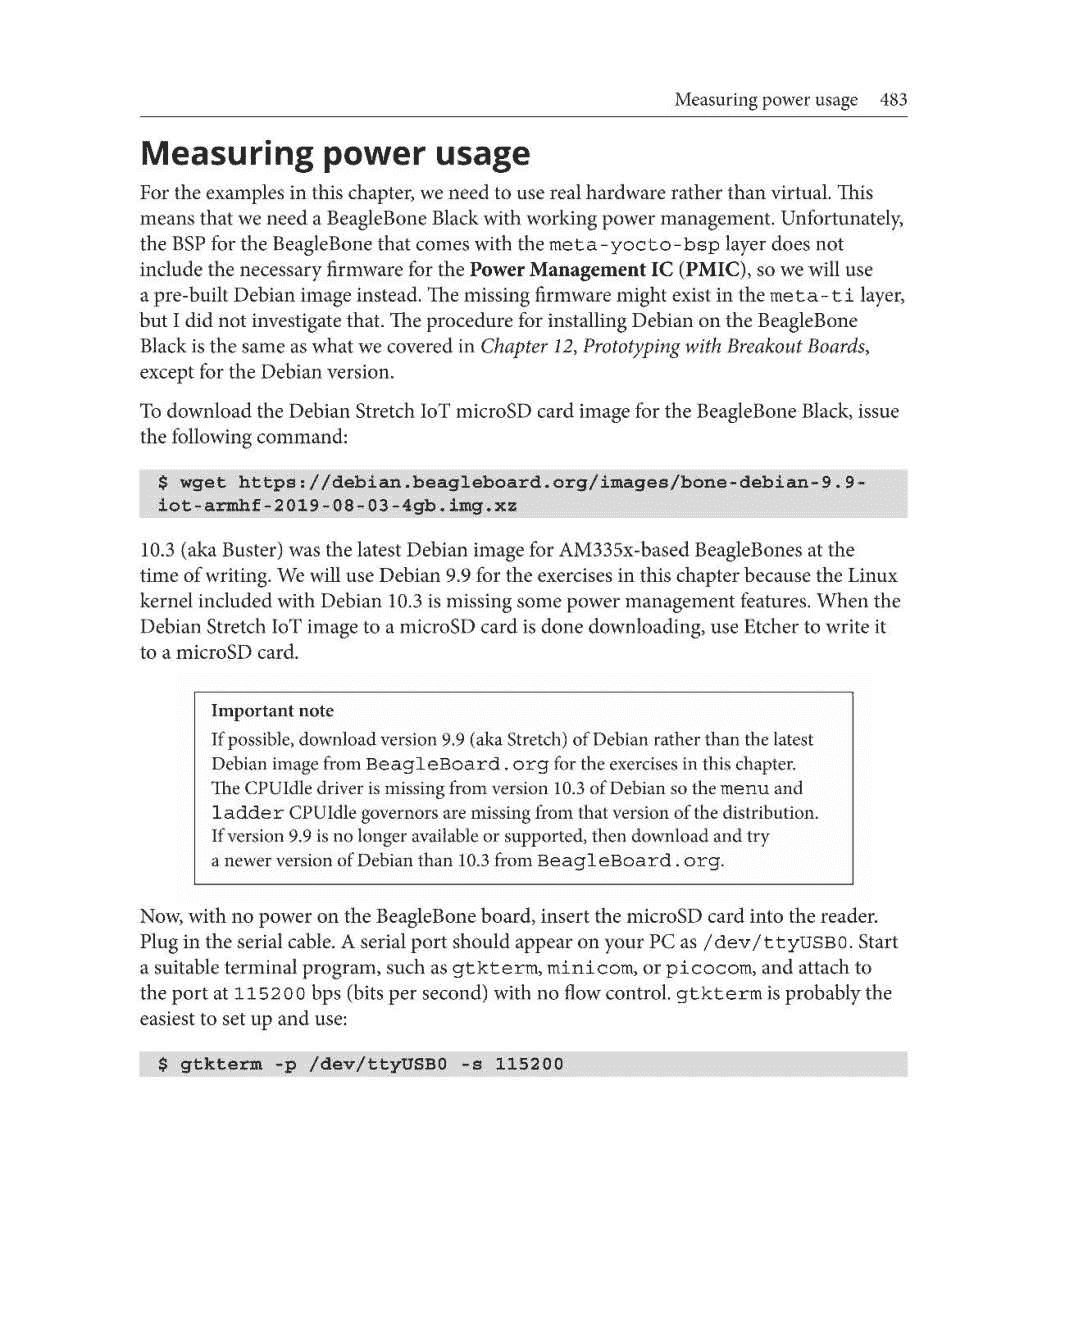 Measuring power usage 483
Measuring power usage
For the examples in this chapter, we need to use real hardware rather than virtual. This
means that we need a BeagleBone Black with working power management. Unfortunately,
the BSP for the BeagleBone that comes with the meta-yocto-bsp layer does not
include the necessary firmware for the Power Management IC (PMIC), so we will use
a pre-built Debian image instead. The missing firmware might exist in the meta-ti layer,
but I did not investigate that. The procedure for installing Debian on the BeagleBone
Black is the same as what we covered in Chapter 12, Prototyping with Breakout Boards,
except for the Debian version.
To download the Debian Stretch IoT microSD card image for the BeagleBone Black, issue
the following command:
$ wget https://debian.beagleboard.org/images/bone-debian-9.9-
iot-armhf-2019-08-03-4gb.img.xz
10.3 (aka Buster) was the latest Debian image for AM335x-based BeagleBones at the
time of writing. We will use Debian 9.9 for the exercises in this chapter because the Linux
kernel included with Debian 10.3 is missing some power management features. When the
Debian Stretch IoT image to a microSD card is done downloading, use Etcher to write it
to a microSD card.
Important note
If possible, download version 9.9 (aka Stretch) of Debian rather than the latest
Debian image from BeagleBoard.org for the exercises in this chapter.
The CPUIdle driver is missing from version 10.3 of Debian so the menu and
ladder CPUIdle governors are missing from that version of the distribution.
If version 9.9 is no longer available or supported, then download and try
a newer version of Debian than 10.3 from BeagleBoard.org.
Now, with no power on the BeagleBone board, insert the microSD card into the reader.
Plug in the serial cable. A serial port should appear on your PC as /dev/ttyUSB0. Start
a suitable terminal program, such as gtkterm, minicom, or picocom, and attach to
the port at 115200 bps (bits per second) with no flow control. gtkterm is probably the
easiest to set up and use:
$ gtkterm -p /dev/ttyUSB0 -s 115200